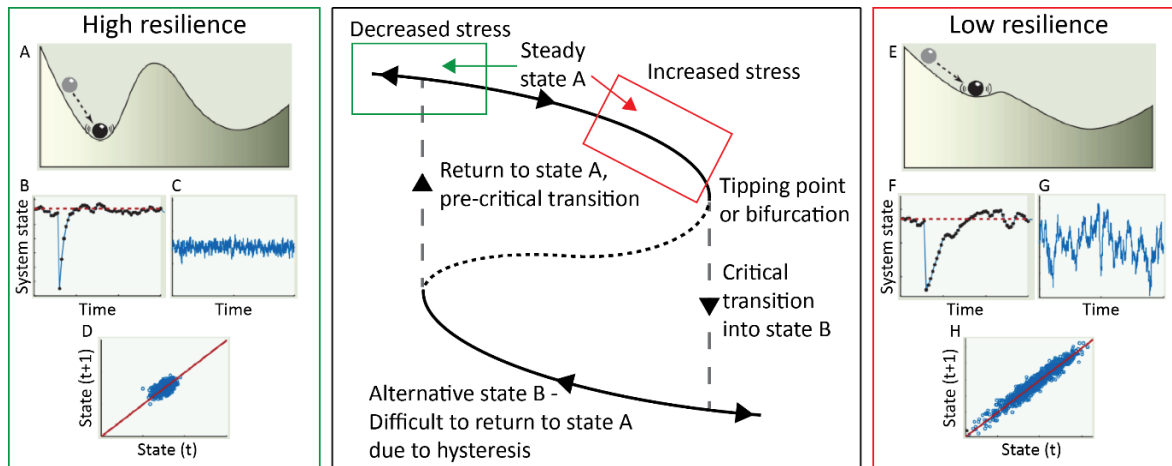 High resilience
A
B
C
System state
Time
Time
D
State (t+1)
State (t)
Decreased stress
Steady
state A
Increased stress
Return to state A,
pre-critical transition
Tipping point
or bifurcation
Critical
transition
into state B
Alternative state B -
Difficult to return to state A
due to hysteresis
Low resilience
E
F
G
System state
Time
Time
H
State (t+1)
State (t)